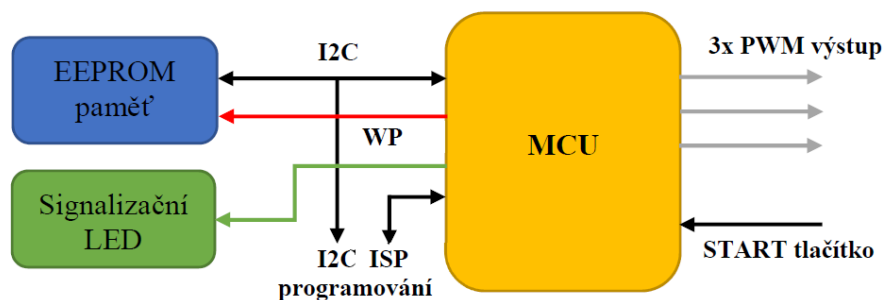 EEPROM
paměť
I2C
WP
MCU
3x PWM výstup
START tlačítko
Signalizační
LED
I2C ISP
programování